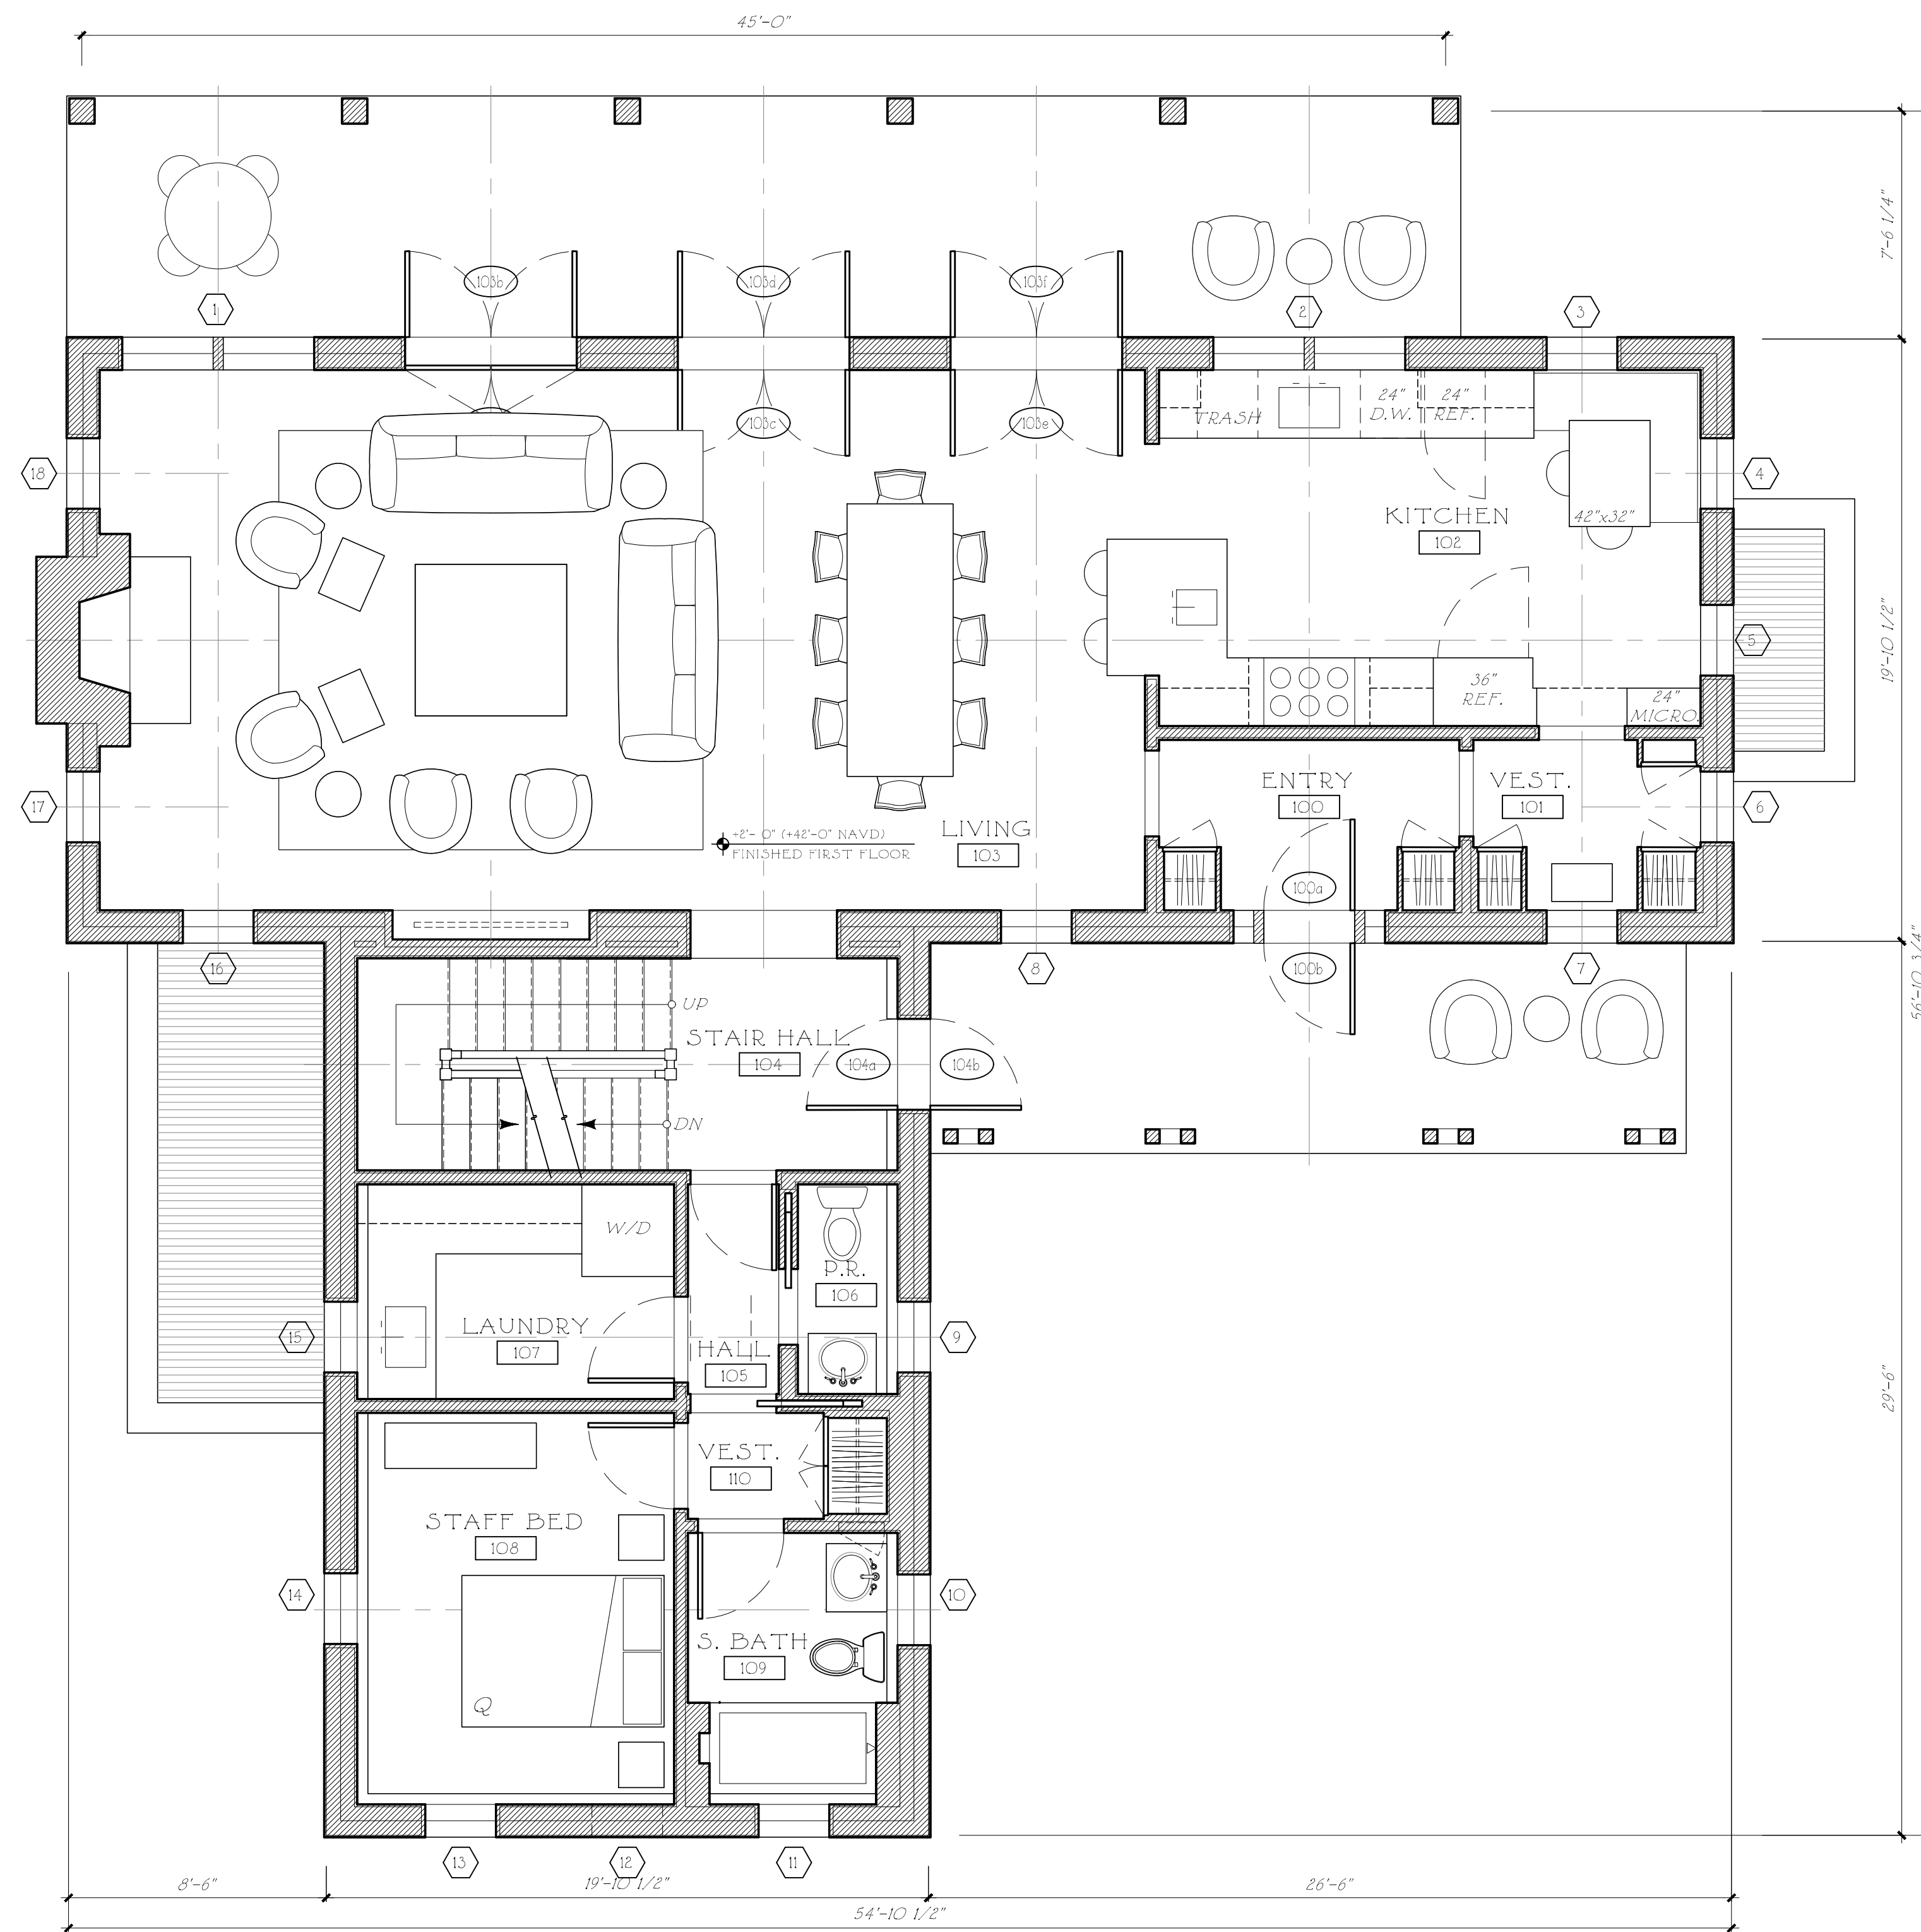 45'-0"
7'-6 1/4"
103b
103d
103f
1
2
3
24"
24"
TRASH
D.W.
REF.
103c
103e
18
4
KITCHEN
42"x32"
102
19'-10 1/2"
5
36"
REF.
24"
MICRO.
ENTRY
VEST.
100
101
17
6
+2'- 0" (+42'-0" NAVD)
FINISHED FIRST FLOOR
LIVING
103
100a
16
8
100b
7
56'-10 3/4"
UP
STAIR HALL
104
104a
104b
DN
W/D
P.R.
106
15
LAUNDRY
107
HALL
105
9
29'-6"
VEST.
110
STAFF BED
108
14
10
S. BATH
109
Q
13
12
11
8'-6"
19'-10 1/2"
26'-6"
54'-10 1/2"